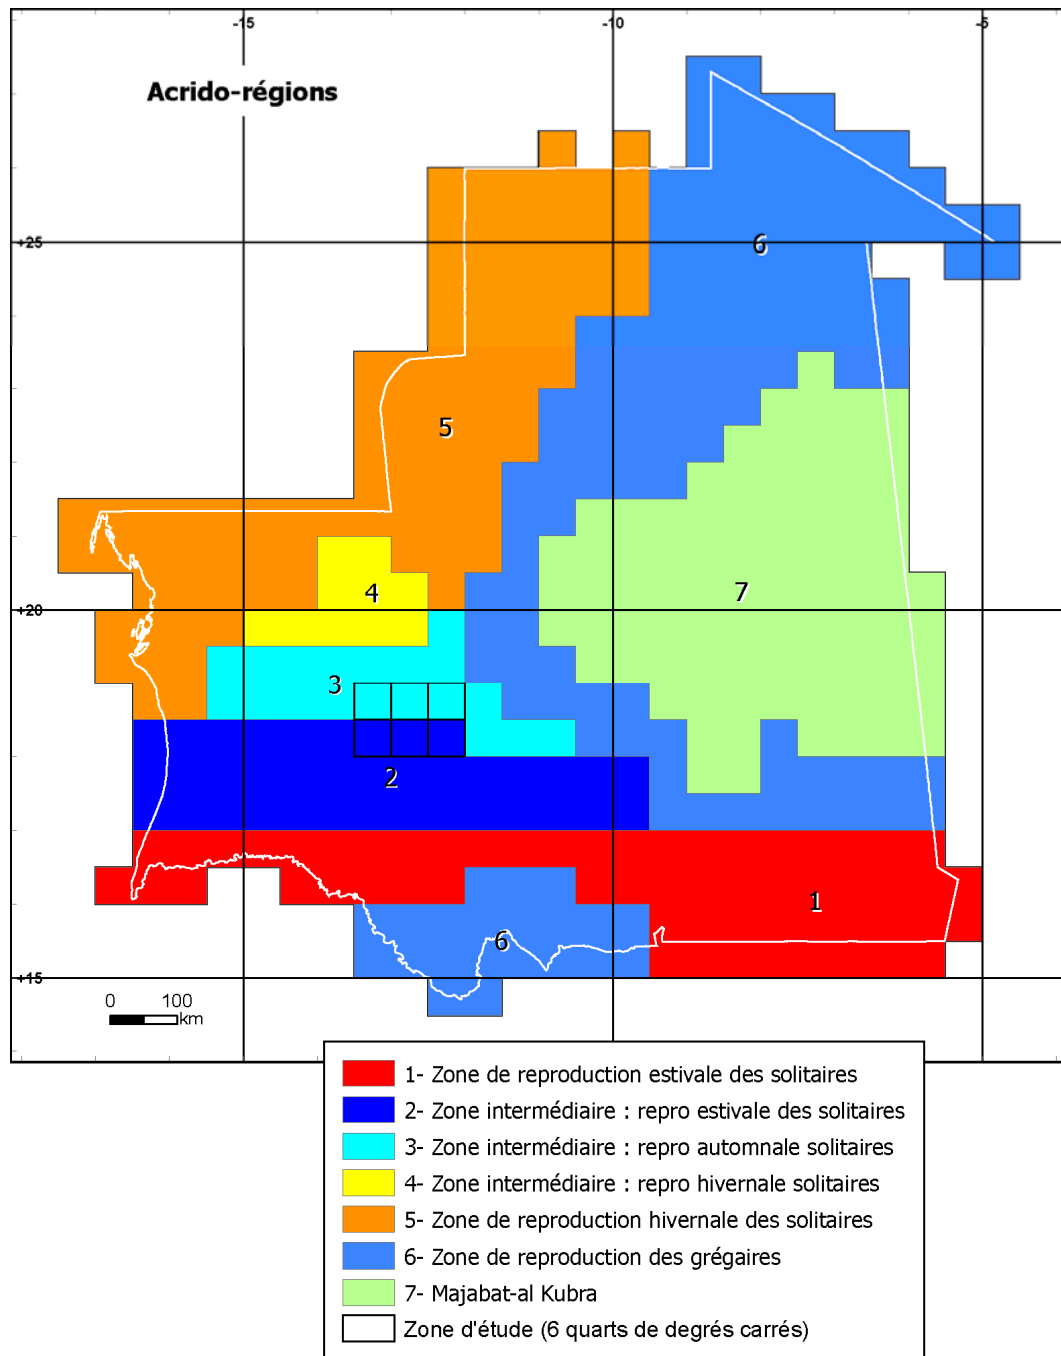 -15 -10 -5
Acrido-régions
+25
6
5
4
7
+20
3
2
1
6
+15
0 100
km
1- Zone de reproduction estivale des solitaires
2- Zone intermédiaire : repro estivale des solitaires
3- Zone intermédiaire : repro automnale solitaires
4- Zone intermédiaire : repro hivernale solitaires
5- Zone de reproduction hivernale des solitaires
6- Zone de reproduction des grégaires
7- Majabat-al Kubra
Zone d'étude (6 quarts de degrés carrés)